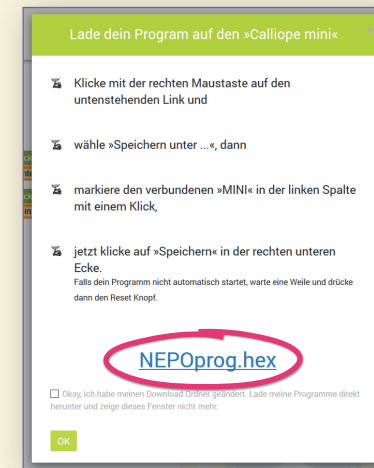 Lade dein Program auf den »Calliope mini«
Klicke mit der rechten Maustaste auf den
untenstehenden Link und
wähle »Speichern unter ...«, dann
markiere den verbundenen »MINI« in der linken Spalte
mit einem Klick,
jetzt klicke auf »Speichern« in der rechten unteren
Ecke.
Falls dein Programm nicht automatisch startet, warte eine Weile und drücke
dann den Reset Knopf.
NEPOprog.hex
Okay, ich habe meinen Download Ordner geändert. Lade meine Programme direkt
herunter und zeige dieses Fenster nicht mehr.
OK